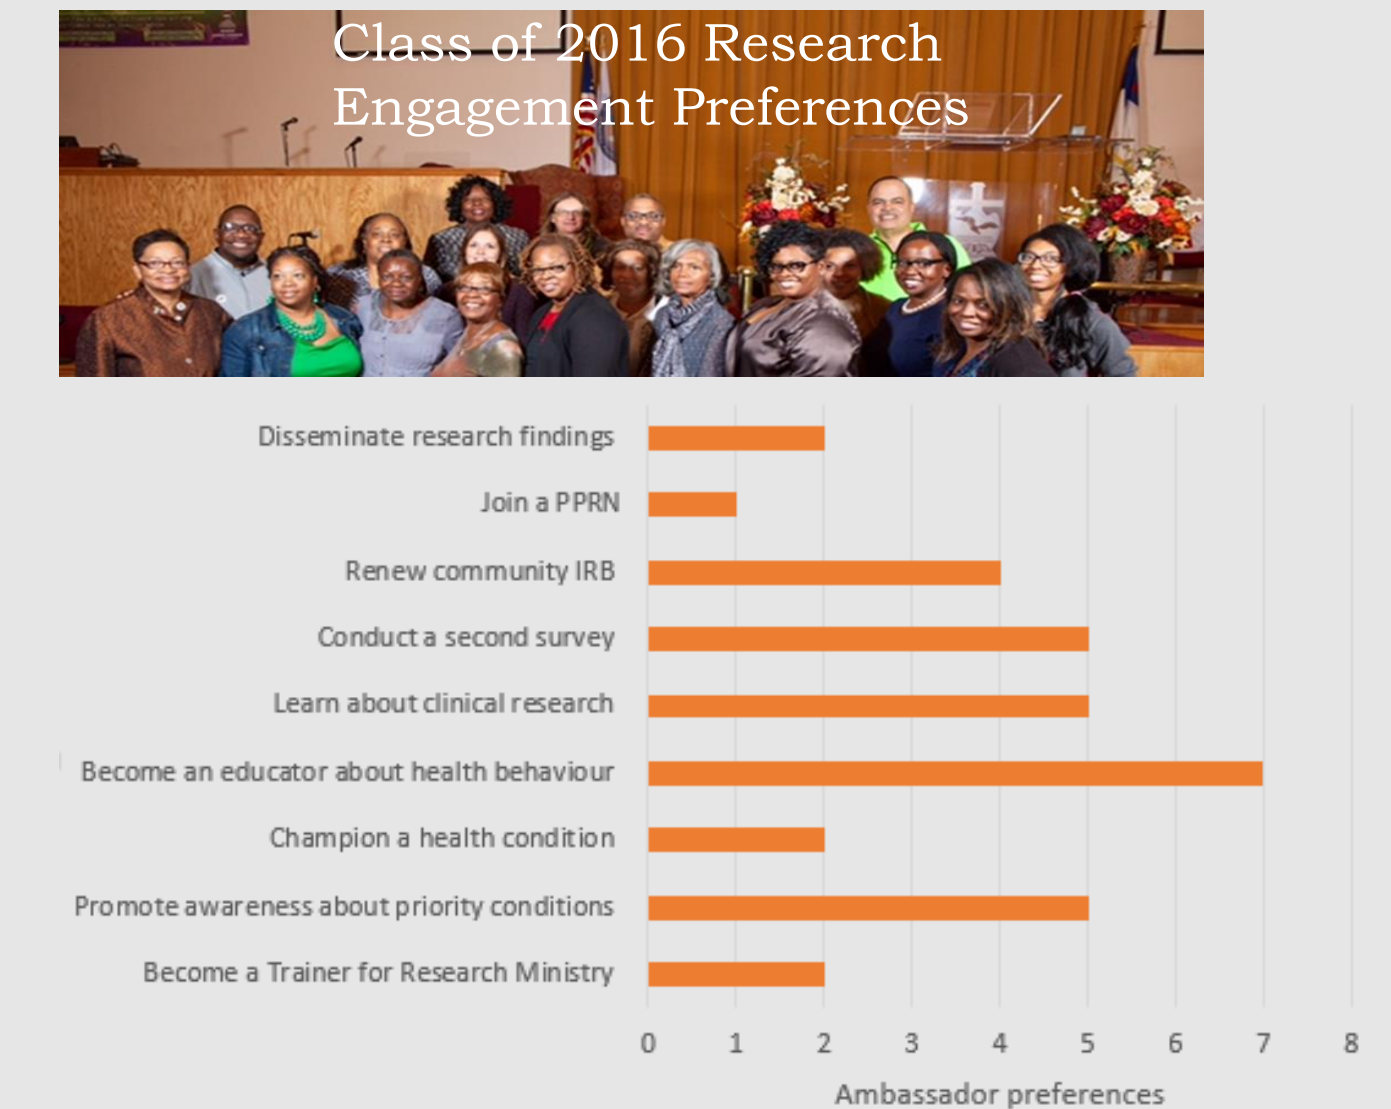 Class of 2016 Research
Engagement Preferences
Disseminate research findings
Join a PPRN
Renew community IRB
Conduct a second survey
Learn about clinical research
Become an educator about health behaviour
Champion a health condition
Promote awareness about priority conditions
Become a Trainer for Research Ministry
0 1 2 3 4 5 6 7 8
Ambassador preferences